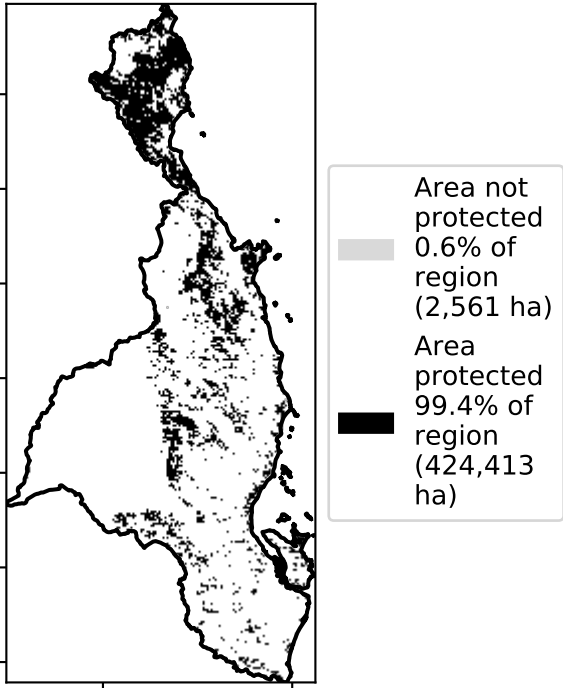 Area not
protected
0.6% of
region
(2,561 ha)
Area
protected
99.4% of
region
(424,413
ha)